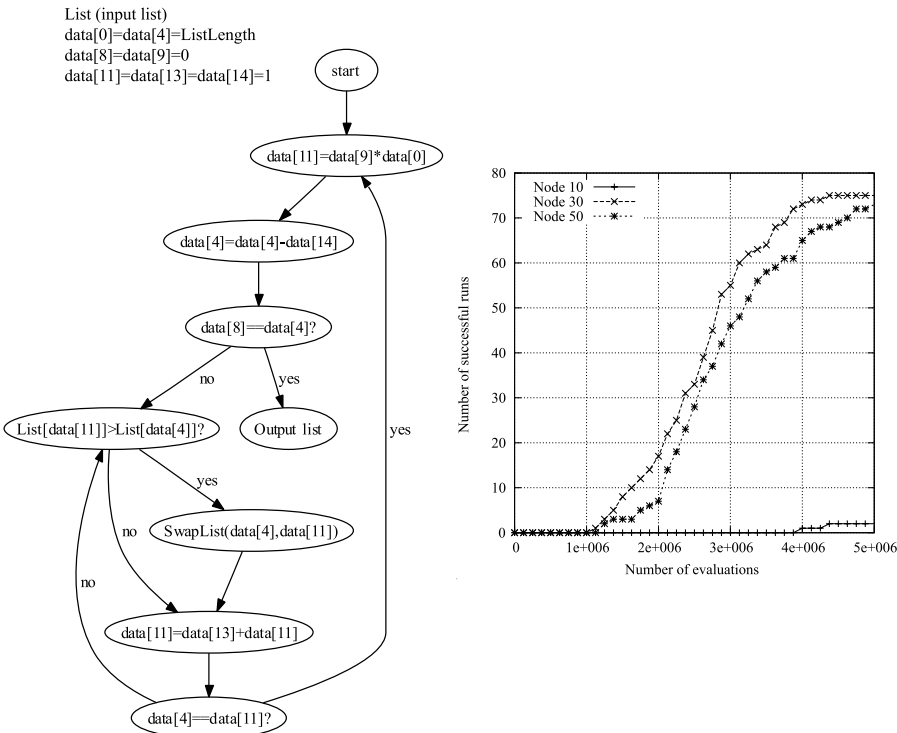 List (input list)
data[0]=data[4]=ListLength
data[8]=data[9]=0
data[11]=data[13]=data[14]=1
start
data[11]=data[9]*data[0]
data[4]=data[4]-data[14]
data[8]==data[4]?
no
yes
List[data[11]]>List[data[4]]?
Output list
yes
yes
SwapList(data[4],data[11])
no
no
data[11]=data[13]+data[11]
data[4]==data[11]?
Node 10
Node 30
Node 50
80
70
60
50
40
30
20
10
0
0
1e+006
2e+006
3e+006
4e+006
5e+006
Number of successful runs
Number of evaluations